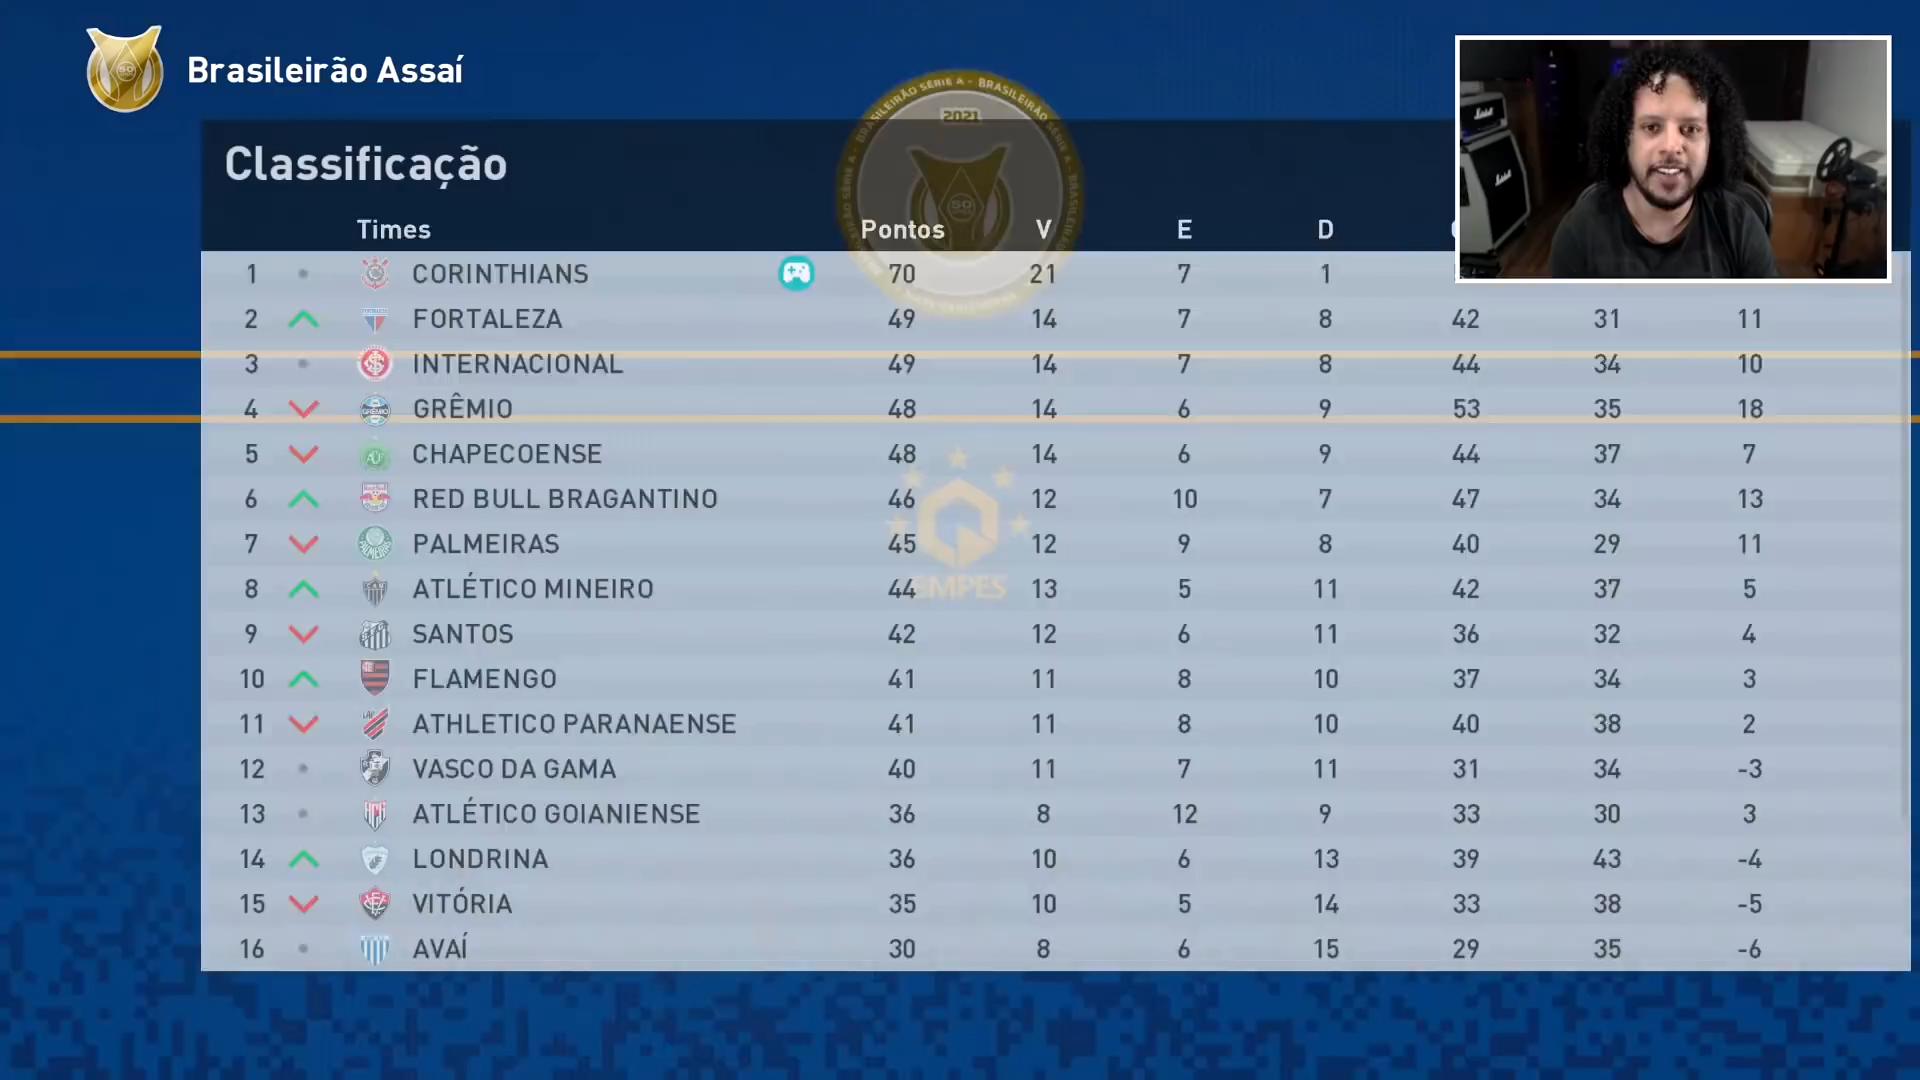 Brasileirão Assaí
BRASILEIRÃO SÉRIE A - BRASILEIRÃO
2021
50
Classificação
Times Pontos V E D
1 CORINTHIANS 70 21 7 1
2 FORTALEZA 49 14 7 8 42 31 11
3 INTERNACIONAL 49 14 7 8 44 34 10
4 GRÊMIO 48 14 6 9 53 35 18
5 CHAPECOENSE 48 14 6 9 44 37 7
6 RED BULL BRAGANTINO 46 12 10 7 47 34 13
7 PALMEIRAS 45 12 9 8 40 29 11
8 ATLÉTICO MINEIRO 44 13 5 11 42 37 5
9 SANTOS 42 12 6 11 36 32 4
10 FLAMENGO 41 11 8 10 37 34 3
11 ATHLETICO PARANAENSE 41 11 8 10 40 38 2
12 VASCO DA GAMA 40 11 7 11 31 34 -3
13 ATLÉTICO GOIANIENSE 36 8 12 9 33 30 3
14 LONDRINA 36 10 6 13 39 43 -4
15 VITÓRIA 35 10 5 14 33 38 -5
16 AVAÍ 30 8 6 15 29 35 -6
BMPES
Marshall
Marshall